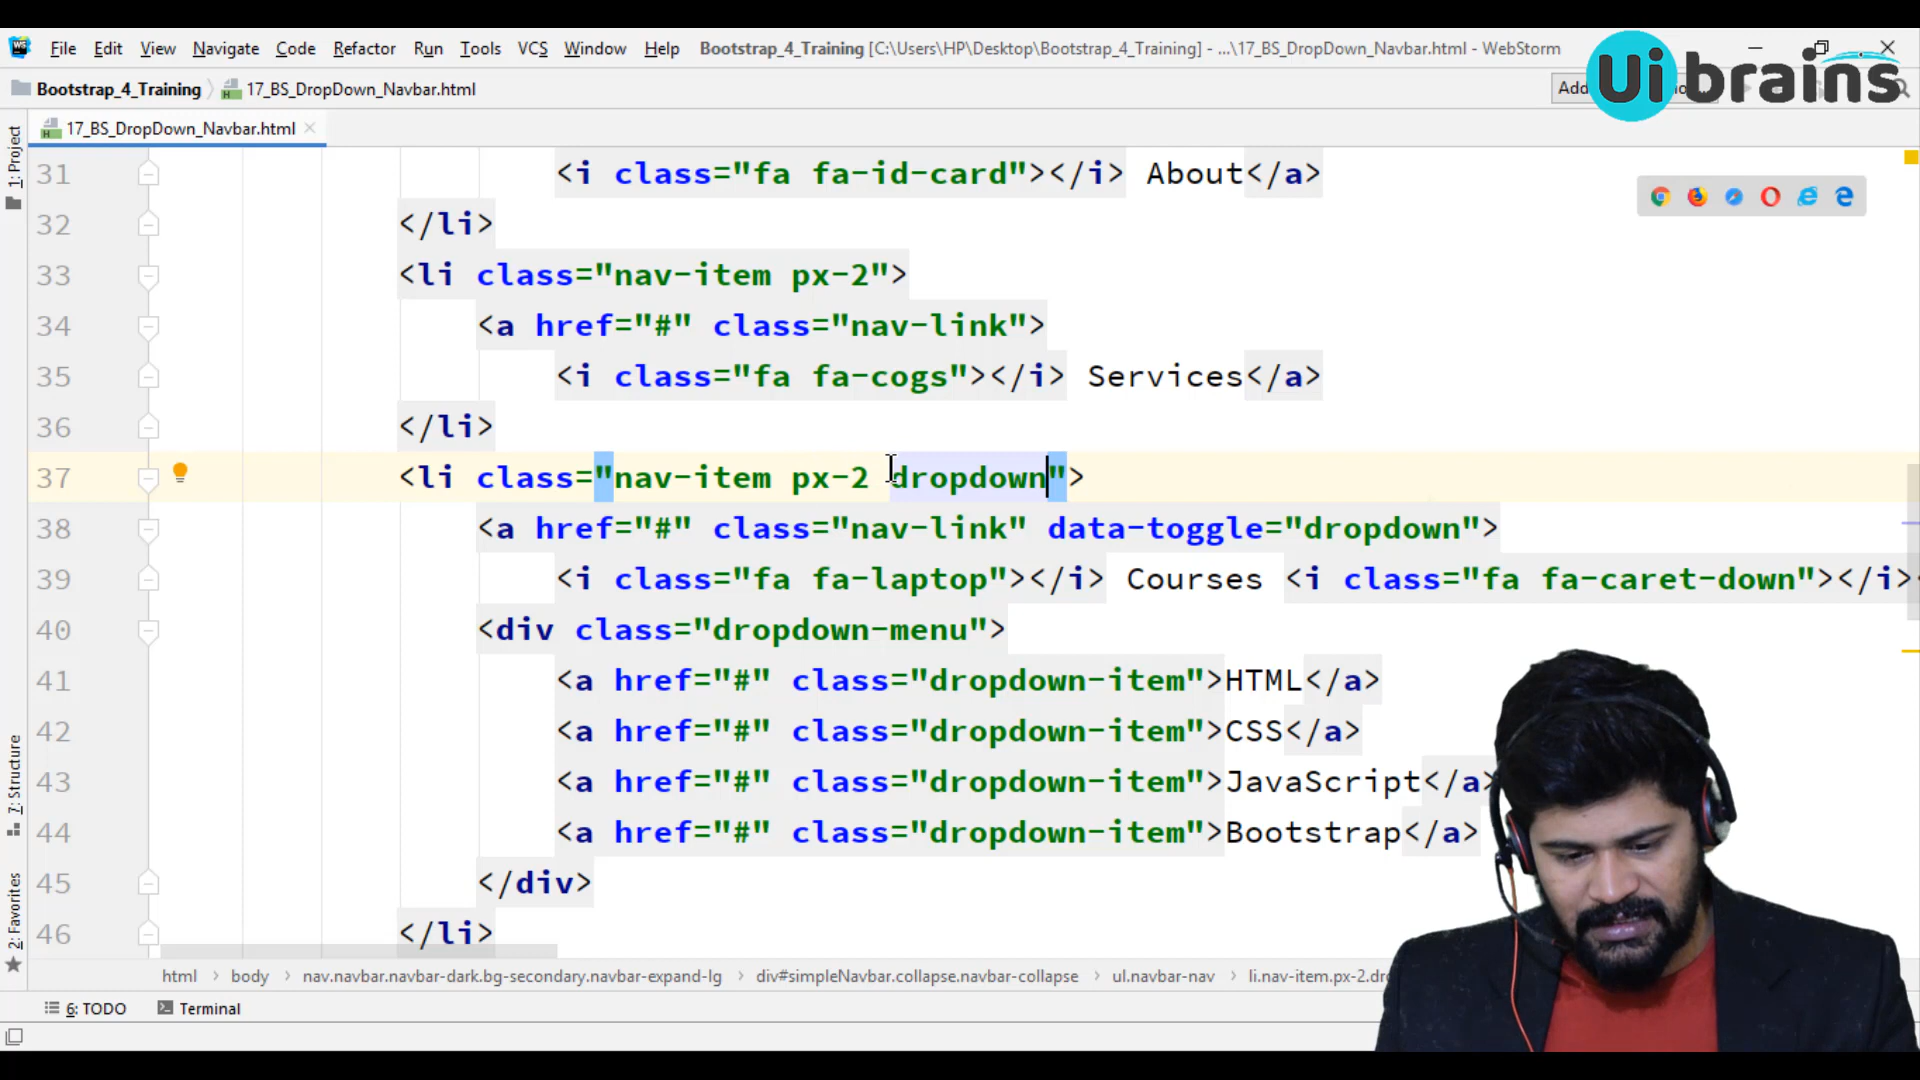 File Edit View Navigate Code Refactor Run Tools VCS Window Help Bootstrap_4_Training [C:\Users\HP\Desktop\Bootstrap_4_Training] - ...\17_BS_DropDown_Navbar.html - WebStorm
Ui brains
Bootstrap_4_Training 17_BS_DropDown_Navbar.html
Add
17_BS_DropDown_Navbar.html
1: Project
7: Structure
2: Favorites
31 <i class="fa fa-id-card"></i> About</a>
32 </li>
33 <li class="nav-item px-2">
34 <a href="#" class="nav-link">
35 <i class="fa fa-cogs"></i> Services</a>
36 </li>
37 <li class="nav-item px-2 dropdown">
38 <a href="#" class="nav-link" data-toggle="dropdown">
39 <i class="fa fa-laptop"></i> Courses <i class="fa fa-caret-down"></i>
40 <div class="dropdown-menu">
41 <a href="#" class="dropdown-item">HTML</a>
42 <a href="#" class="dropdown-item">CSS</a>
43 <a href="#" class="dropdown-item">JavaScript</a>
44 <a href="#" class="dropdown-item">Bootstrap</a>
45 </div>
46 </li>
html body nav.navbar.navbar-dark.bg-secondary.navbar-expand-lg div#simpleNavbar.collapse.navbar-collapse ul.navbar-nav li.nav-item.px-2.dr
6: TODO Terminal